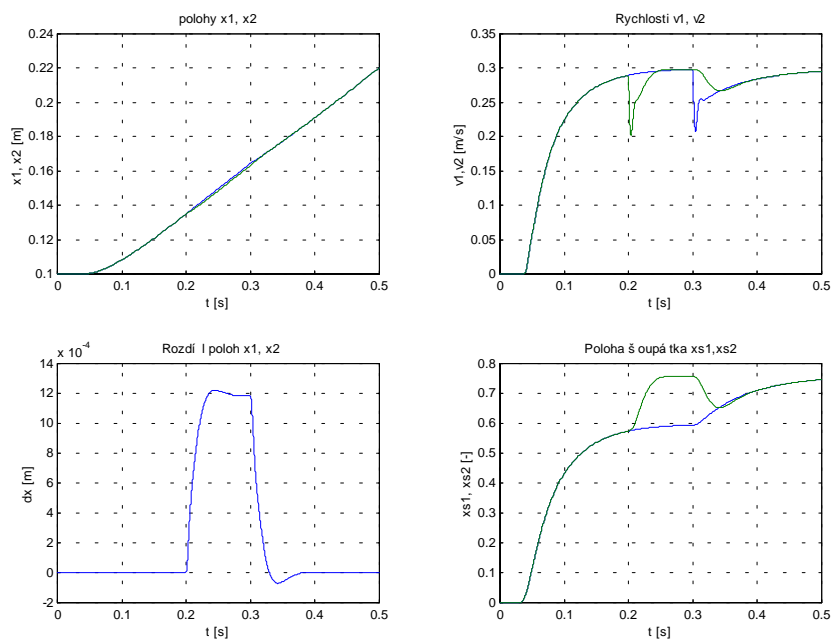 polohy x1, x2
0.24
0.22
0.2
0.18
0.16
0.14
0.12
0.1
x1, x2 [m]
0 0.1 0.2 0.3 0.4 0.5
t [s]
Rychlosti v1, v2
0.35
0.3
0.25
0.2
0.15
0.1
0.05
0
v1,v2 [m/s]
0 0.1 0.2 0.3 0.4 0.5
t [s]
Rozdí l poloh x1, x2
x 10-4
14
12
10
8
6
4
2
0
-2
dx [m]
0 0.1 0.2 0.3 0.4 0.5
t [s]
Poloha š oupá tka xs1,xs2
0.8
0.7
0.6
0.5
0.4
0.3
0.2
0.1
0
xs1, xs2 [-]
0 0.1 0.2 0.3 0.4 0.5
t [s]